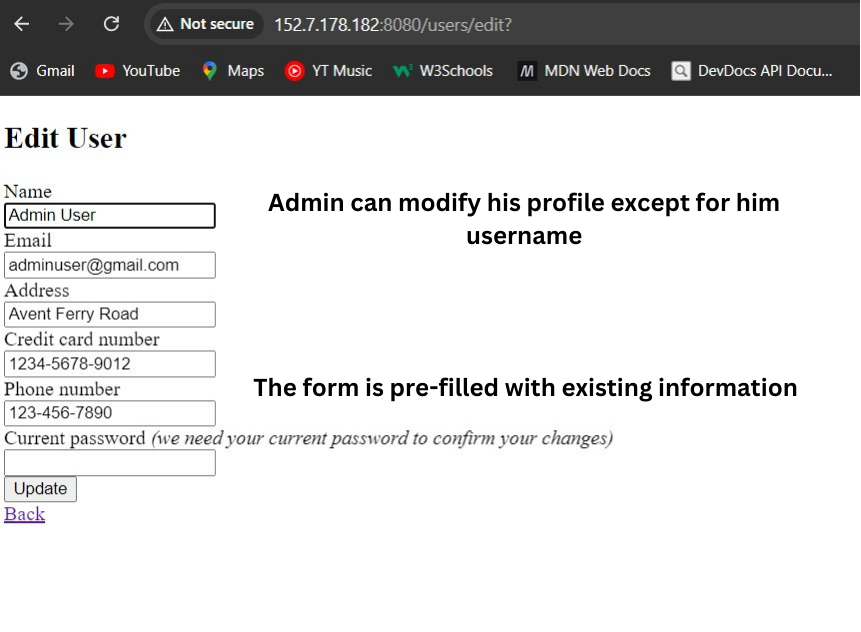 Not secure 152.7.178.182:8080/users/edit?
Gmail YouTube Maps YT Music W3Schools MDN Web Docs DevDocs API Docu...
Edit User
Name
Admin User
Admin can modify his profile except for him
username
Email
adminuser@gmail.com
Address
Avent Ferry Road
Credit card number
1234-5678-9012
Phone number
The form is pre-filled with existing information
123-456-7890
Current password (we need your current password to confirm your changes)
Update
Back